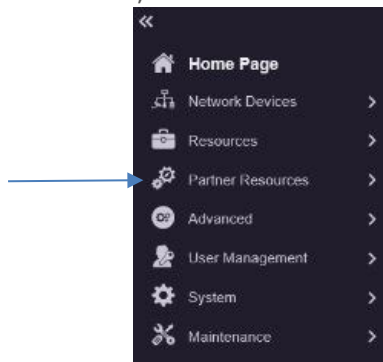 Home Page
Network Devices
Resources
Partner Resources
Advanced
User Management
System
Maintenance